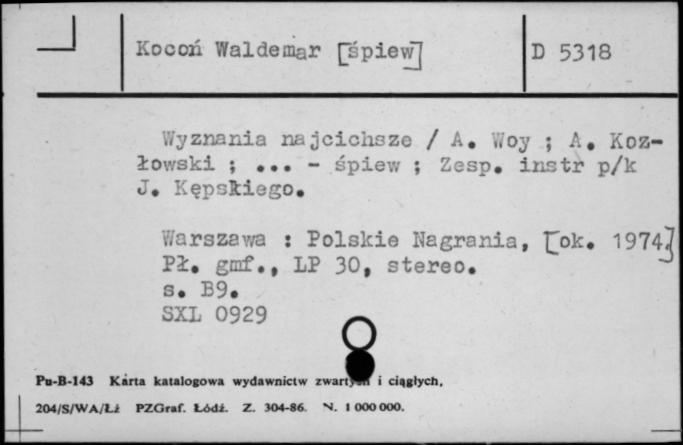 Kocoń Waldemar [śpiew]
D 5318
Wyznania najcichsze / A. Woy ; A. Koz-
łowski ; ... - śpiew ; Zesp. instr p/k
J. Kępskiego.
Warszawa : Polskie Nagrania, [ok. 1974.]
Pł. gmf., LP 30, stereo.
s. B9.
SXL 0929
Pu-B-143 Karta katalogowa wydawnictw zwartych i ciągłych.
204/S/WA/Łż PZGraf. Łódź. Z. 304-86. N. 1 000 000.